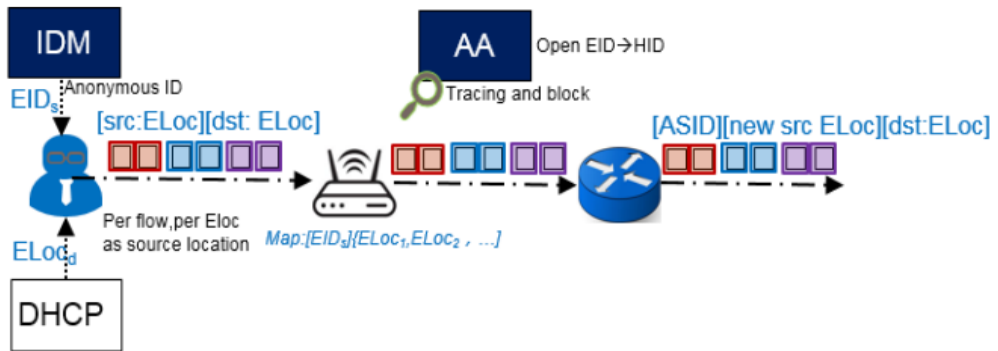 IDM
AA
Open EID→HID
Anonymous ID
EIDs
Tracing and block
[src:ELoc][dst: ELoc]
[ASID][new src ELoc][dst:ELoc]
Per flow,per Eloc
as source location
Map:[EIDs]{ELoc1,ELoc2 , ...]
ELocd
DHCP